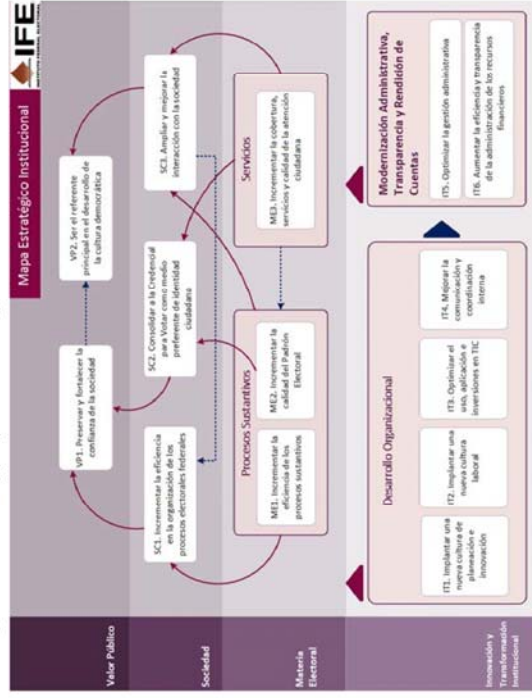 Mapa Estratégico Institucional
IFE
INSTITUTO FEDERAL ELECTORAL
Valor Público
VP1. Preservar y fortalecer la
confianza de la sociedad
VP2. Ser el referente
principal en el desarrollo de
la cultura democrática
Sociedad
SC1. Incrementar la eficiencia
en la organización de los
procesos electorales federales
SC2. Consolidar a la Credencial
para Votar como medio
preferente de identidad
ciudadana
SC3. Ampliar y mejorar la
interacción con la sociedad
Materia
Electoral
Procesos Sustantivos
ME1. Incrementar la
eficiencia de los
procesos sustantivos
ME2. Incrementar la
calidad del Padrón
Electoral
Servicios
ME3. Incrementar la cobertura,
servicios y calidad de la atención
ciudadana
Innovación y
Transformación
Institucional
Desarrollo Organizacional
IT1. Implantar una
nueva cultura de
planeación e
innovación
IT2. Implantar una
nueva cultura
laboral
IT3. Optimizar el
uso, aplicación e
inversiones en TIC
IT4. Mejorar la
comunicación y
coordinación
interna
Modernización Administrativa,
Transparencia y Rendición de
Cuentas
IT5. Optimizar la gestión administrativa
IT6. Aumentar la eficiencia y transparencia
de la administración de los recursos
financieros